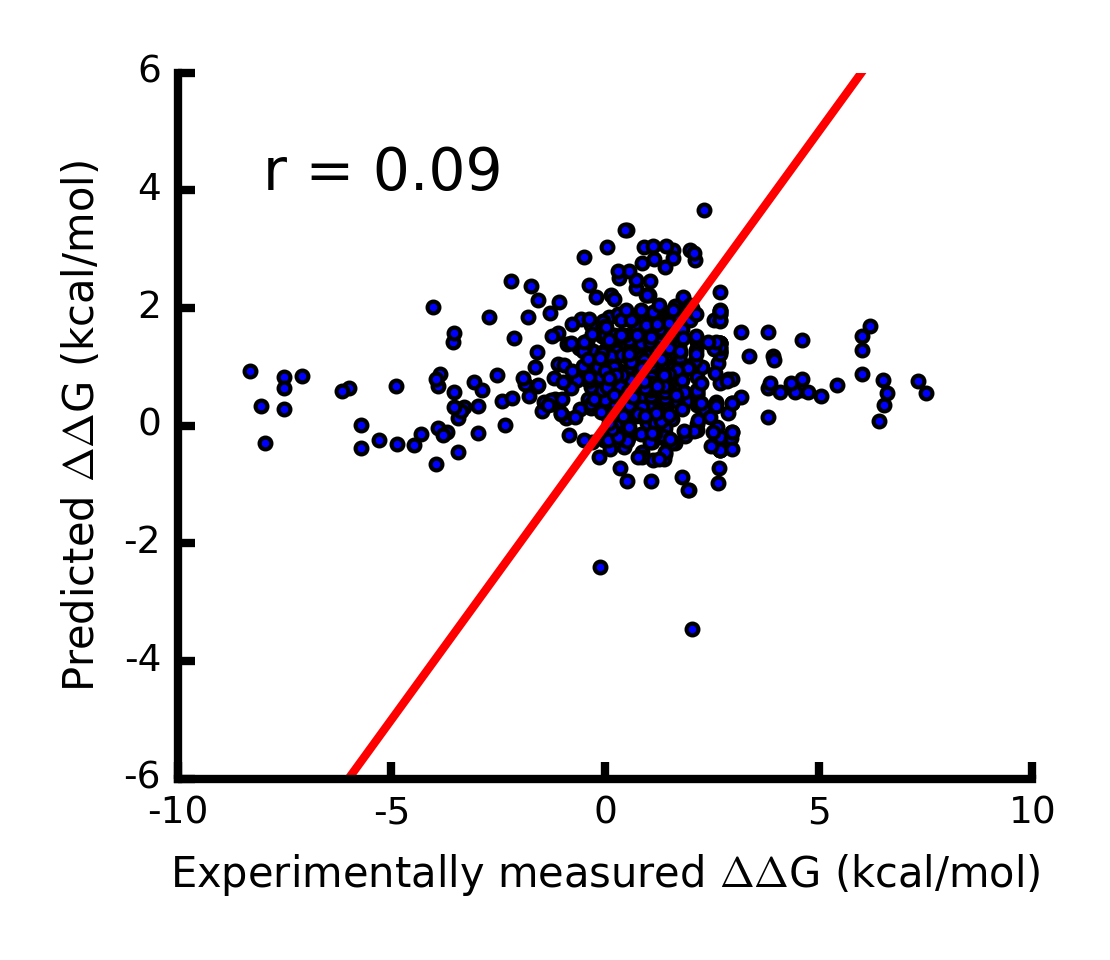 6
4
2
0
-2
-4
-6
Predicted ΔΔG (kcal/mol)
r = 0.09
-10 -5 0 5 10
Experimentally measured ΔΔG (kcal/mol)